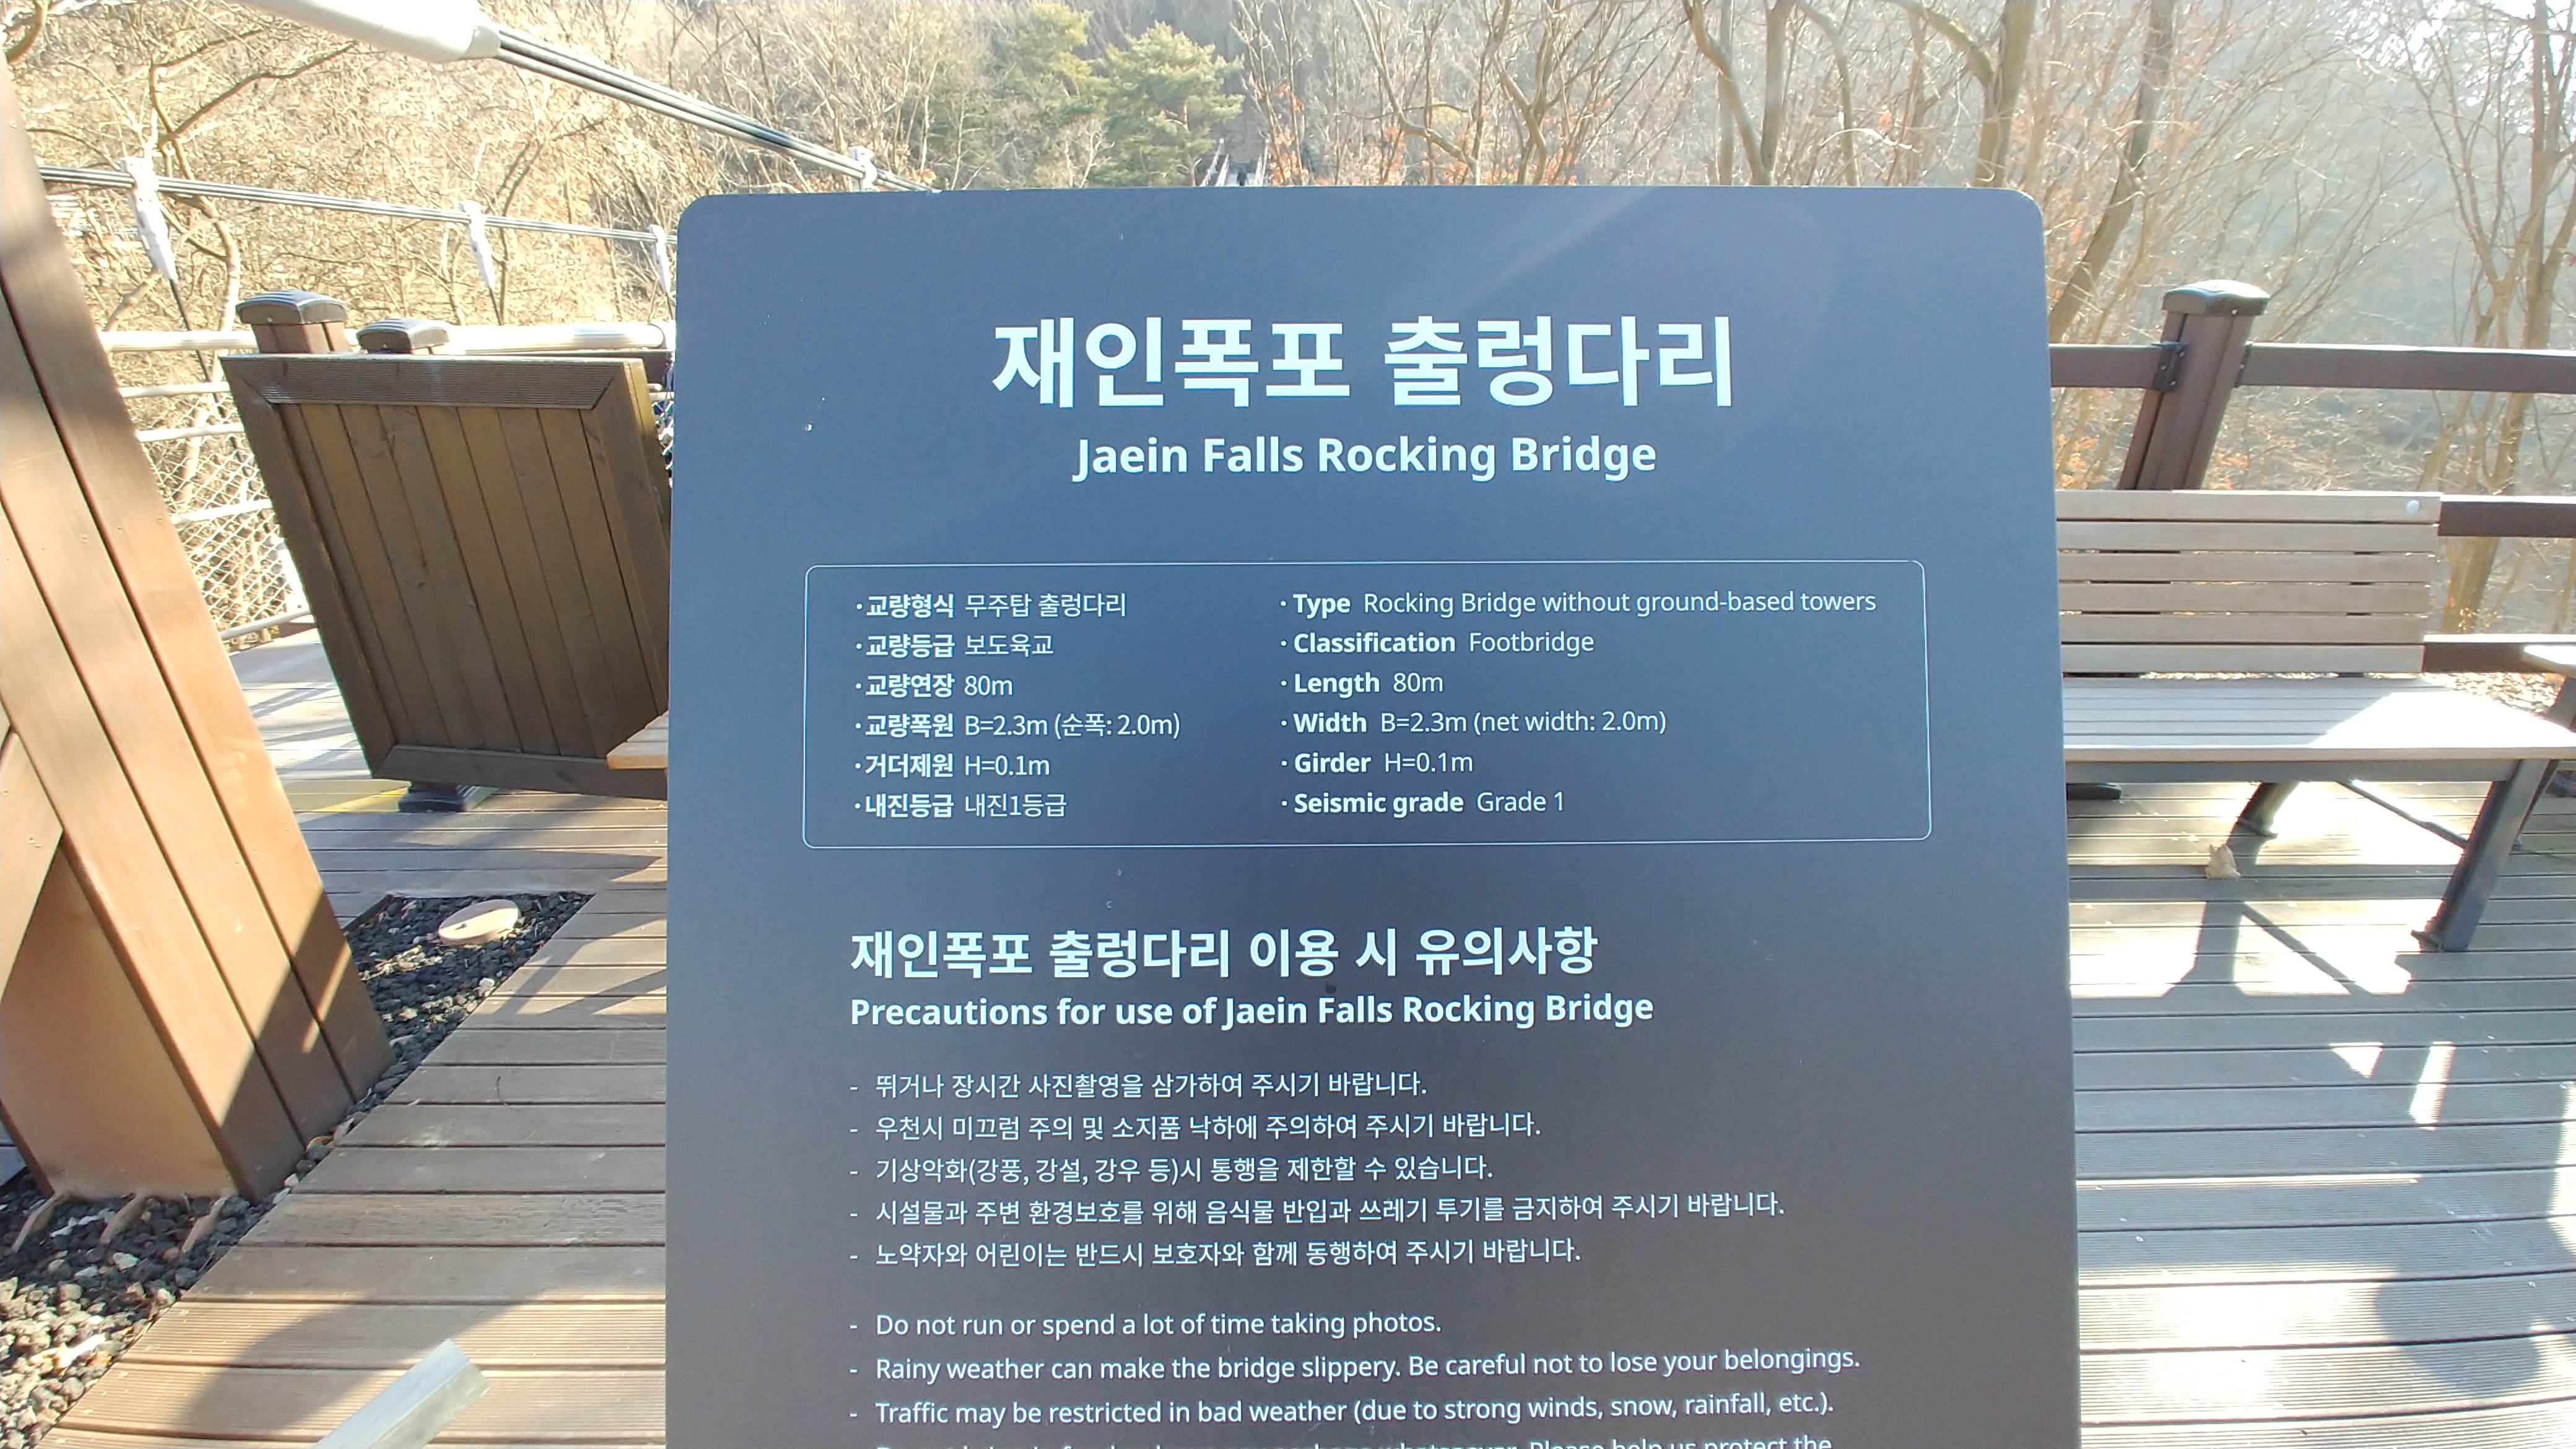 재인폭포 출렁다리
Jaein Falls Rocking Bridge
·교량형식 무주탑 출렁다리
·교량등급 보도육교
·교량연장 80m
·교량폭원 B=2.3m (순폭: 2.0m)
·거더제원 H=0.1m
·내진등급 내진1등급
· Type Rocking Bridge without ground-based towers
· Classification Footbridge
· Length 80m
· Width B=2.3m (net width: 2.0m)
· Girder H=0.1m
· Seismic grade Grade 1
재인폭포 출렁다리 이용 시 유의사항
Precautions for use of Jaein Falls Rocking Bridge
- 뛰거나 장시간 사진촬영을 삼가하여 주시기 바랍니다.
- 우천시 미끄럼 주의 및 소지품 낙하에 주의하여 주시기 바랍니다.
- 기상악화(강풍, 강설, 강우 등)시 통행을 제한할 수 있습니다.
- 시설물과 주변 환경보호를 위해 음식물 반입과 쓰레기 투기를 금지하여 주시기 바랍니다.
- 노약자와 어린이는 반드시 보호자와 함께 동행하여 주시기 바랍니다.
- Do not run or spend a lot of time taking photos.
- Rainy weather can make the bridge slippery. Be careful not to lose your belongings.
- Traffic may be restricted in bad weather (due to strong winds, snow, rainfall, etc.).
Please help us protect the